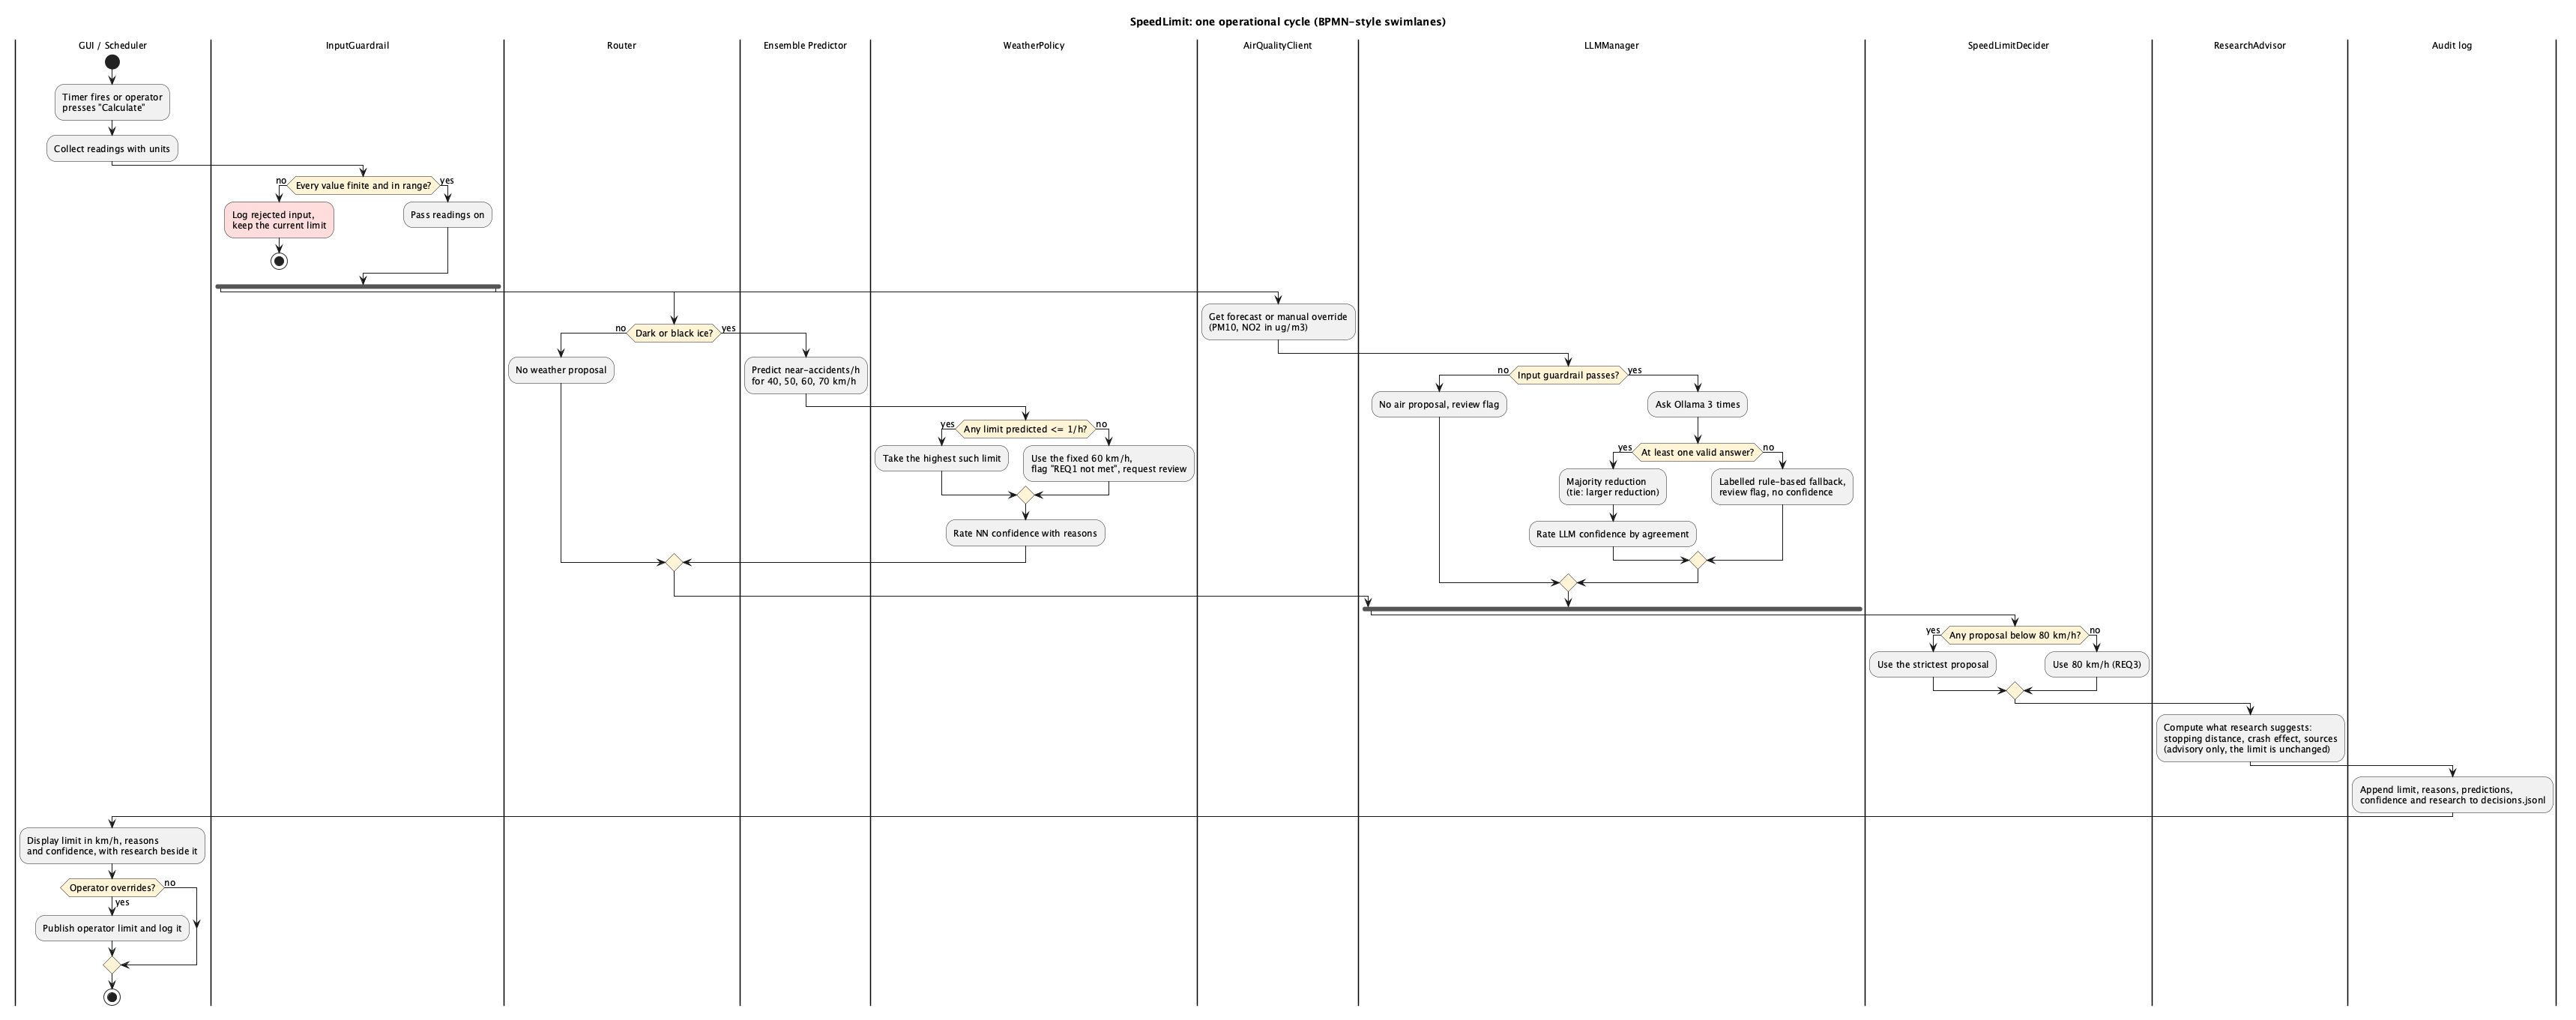 SpeedLimit: one operational cycle (BPMN-style swimlanes)
GUI / Scheduler
InputGuardrail
Router
Ensemble Predictor
WeatherPolicy
AirQualityClient
LLMManager
SpeedLimitDecider
ResearchAdvisor
Audit log
Timer fires or operator
presses "Calculate"
Collect readings with units
no
Every value finite and in range?
yes
Log rejected input,
keep the current limit
Pass readings on
Get forecast or manual override
(PM10, NO2 in ug/m3)
no
Dark or black ice?
yes
No weather proposal
Predict near-accidents/h
for 40, 50, 60, 70 km/h
no
Input guardrail passes?
yes
No air proposal, review flag
Ask Ollama 3 times
yes
Any limit predicted <= 1/h?
no
Take the highest such limit
Use the fixed 60 km/h,
flag "REQ1 not met", request review
Rate NN confidence with reasons
yes
At least one valid answer?
no
Majority reduction
(tie: larger reduction)
Labelled rule-based fallback,
review flag, no confidence
Rate LLM confidence by agreement
yes
Any proposal below 80 km/h?
no
Use the strictest proposal
Use 80 km/h (REQ3)
Compute what research suggests:
stopping distance, crash effect, sources
(advisory only, the limit is unchanged)
Append limit, reasons, predictions,
confidence and research to decisions.jsonl
Display limit in km/h, reasons
and confidence, with research beside it
Operator overrides?
no
yes
Publish operator limit and log it